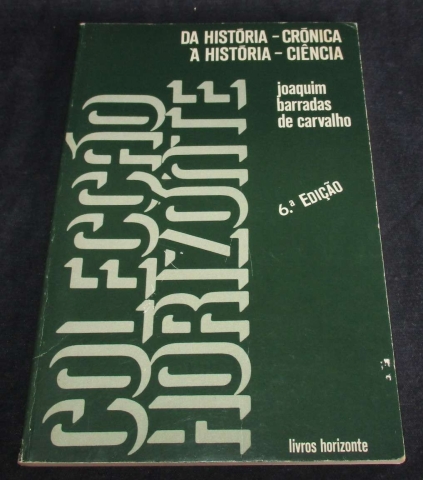 DA HISTÓRIA - CRÓNICA
À HISTÓRIA - CIÊNCIA
joaquim
barradas
de carvalho
6.ª EDIÇÃO
COLECÇÃO
HORIZONTE
livros horizonte